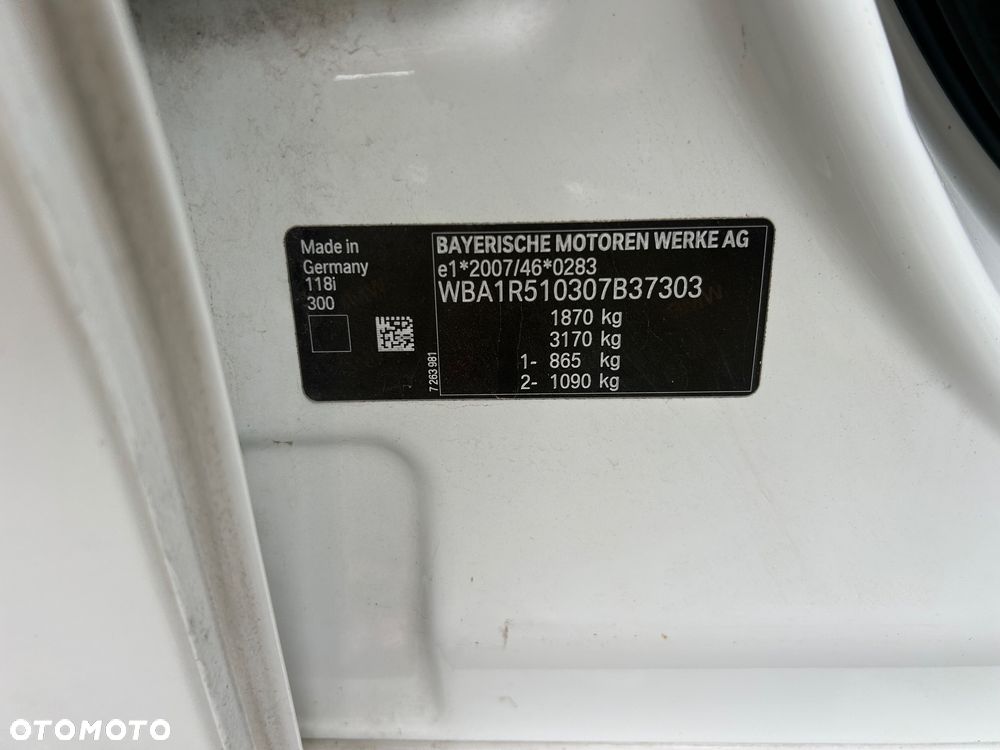 Made in
Germany
118i
300
7 263 981
BAYERISCHE MOTOREN WERKE AG
e1*2007/46*0283
WBA1R510307B37303
1870 kg
3170 kg
1- 865 kg
2- 1090 kg
OTOMOTO